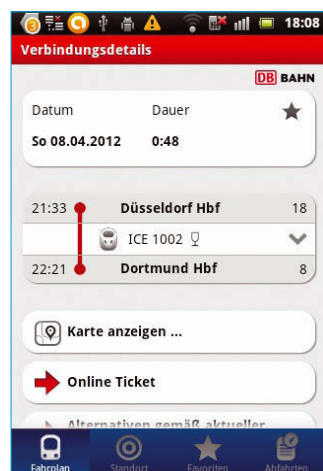 18:08
Verbindungsdetails
DB BAHN
Datum Dauer
So 08.04.2012 0:48
21:33 Düsseldorf Hbf 18
ICE 1002
22:21 Dortmund Hbf 8
Karte anzeigen ...
Online Ticket
Alternativen gemäß aktueller
Fahrplan Standort Favoriten Abfahrten